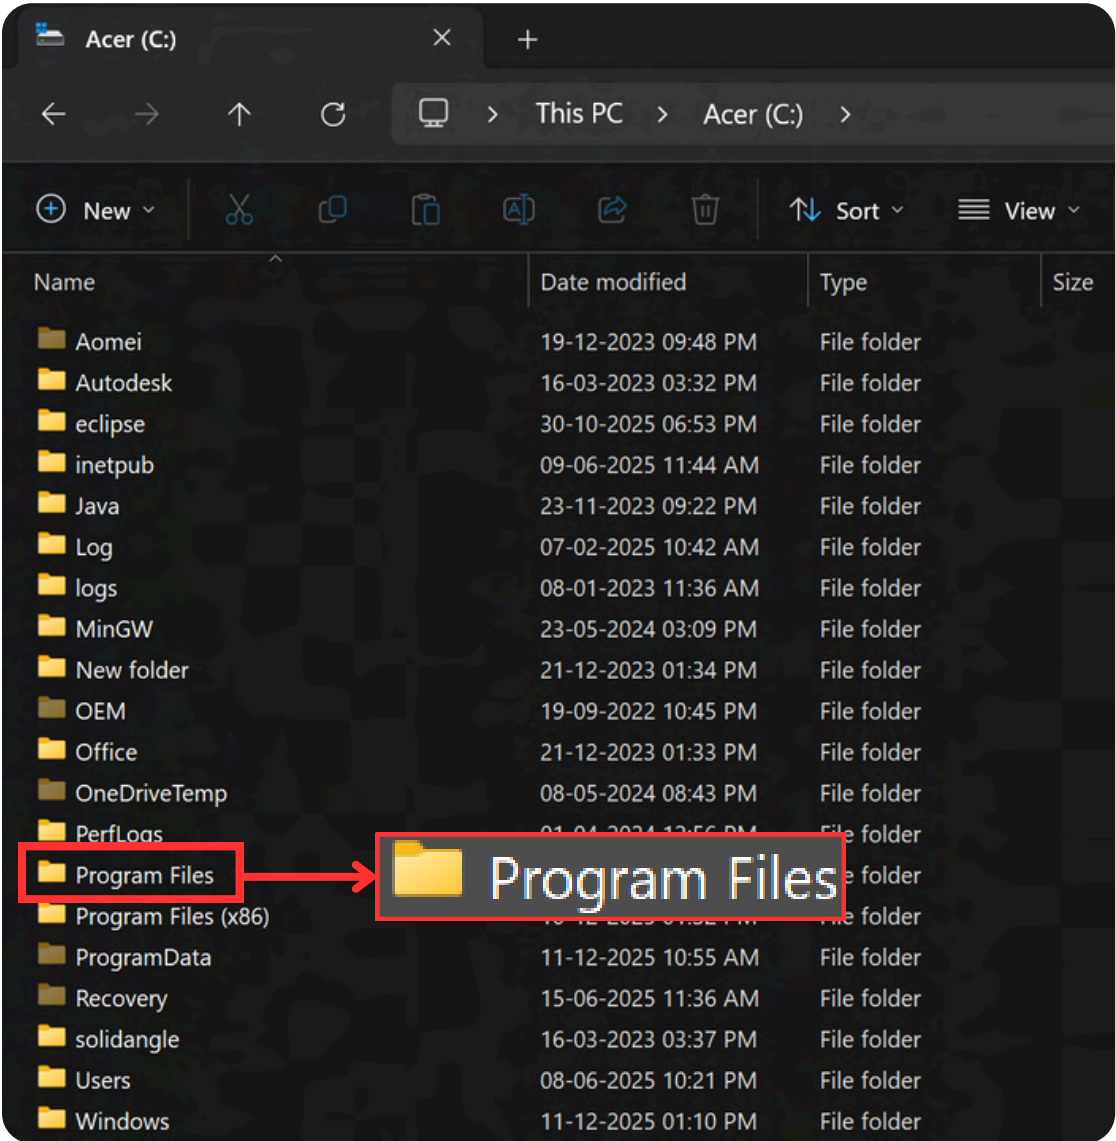 Acer (C:)
This PC > Acer (C:) >
New Sort View
Name Date modified Type Size
Aomei 19-12-2023 09:48 PM File folder
Autodesk 16-03-2023 03:32 PM File folder
eclipse 30-10-2025 06:53 PM File folder
inetpub 09-06-2025 11:44 AM File folder
Java 23-11-2023 09:22 PM File folder
Log 07-02-2025 10:42 AM File folder
logs 08-01-2023 11:36 AM File folder
MinGW 23-05-2024 03:09 PM File folder
New folder 21-12-2023 01:34 PM File folder
OEM 19-09-2022 10:45 PM File folder
Office 21-12-2023 01:33 PM File folder
OneDriveTemp 08-05-2024 08:43 PM File folder
PerfLogs File folder
Program Files Program Files folder
Program Files (x86) File folder
ProgramData 11-12-2025 10:55 AM File folder
Recovery 15-06-2025 11:36 AM File folder
solidangle 16-03-2023 03:37 PM File folder
Users 08-06-2025 10:21 PM File folder
Windows 11-12-2025 01:10 PM File folder